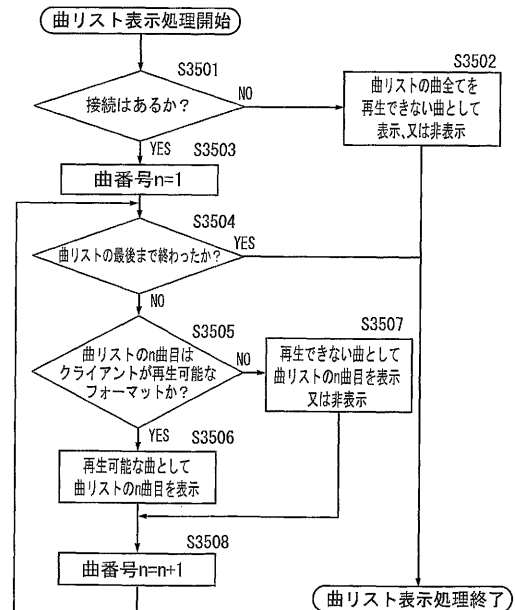 曲リスト表示処理開始
S3501
接続はあるか?
NO
YES
S3502
曲リストの曲全てを
再生できない曲として
表示、又は非表示
S3503
曲番号n=1
S3504
曲リストの最後まで終わったか?
YES
NO
S3505
曲リストのn曲目は
クライアントが再生可能な
フォーマットか?
NO
YES
S3507
再生できない曲として
曲リストのn曲目を表示
又は非表示
S3506
再生可能な曲として
曲リストのn曲目を表示
S3508
曲番号n=n+1
曲リスト表示処理終了